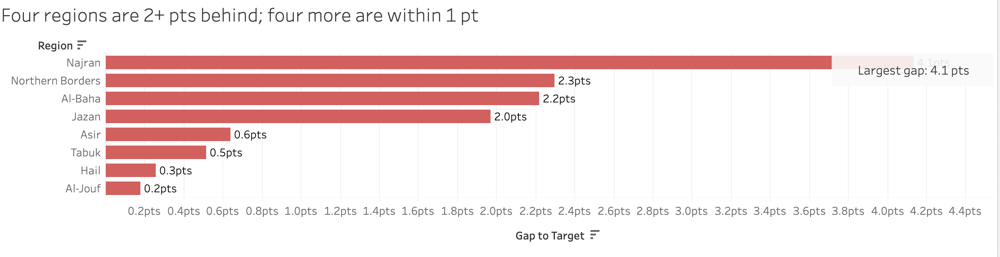 Four regions are 2+ pts behind; four more are within 1 pt
Region
Najran 4.1pts
Largest gap: 4.1 pts
Northern Borders 2.3pts
Al-Baha 2.2pts
Jazan 2.0pts
Asir 0.6pts
Tabuk 0.5pts
Hail 0.3pts
Al-Jouf 0.2pts
0.2pts 0.4pts 0.6pts 0.8pts 1.0pts 1.2pts 1.4pts 1.6pts 1.8pts 2.0pts 2.2pts 2.4pts 2.6pts 2.8pts 3.0pts 3.2pts 3.4pts 3.6pts 3.8pts 4.0pts 4.2pts 4.4pts
Gap to Target